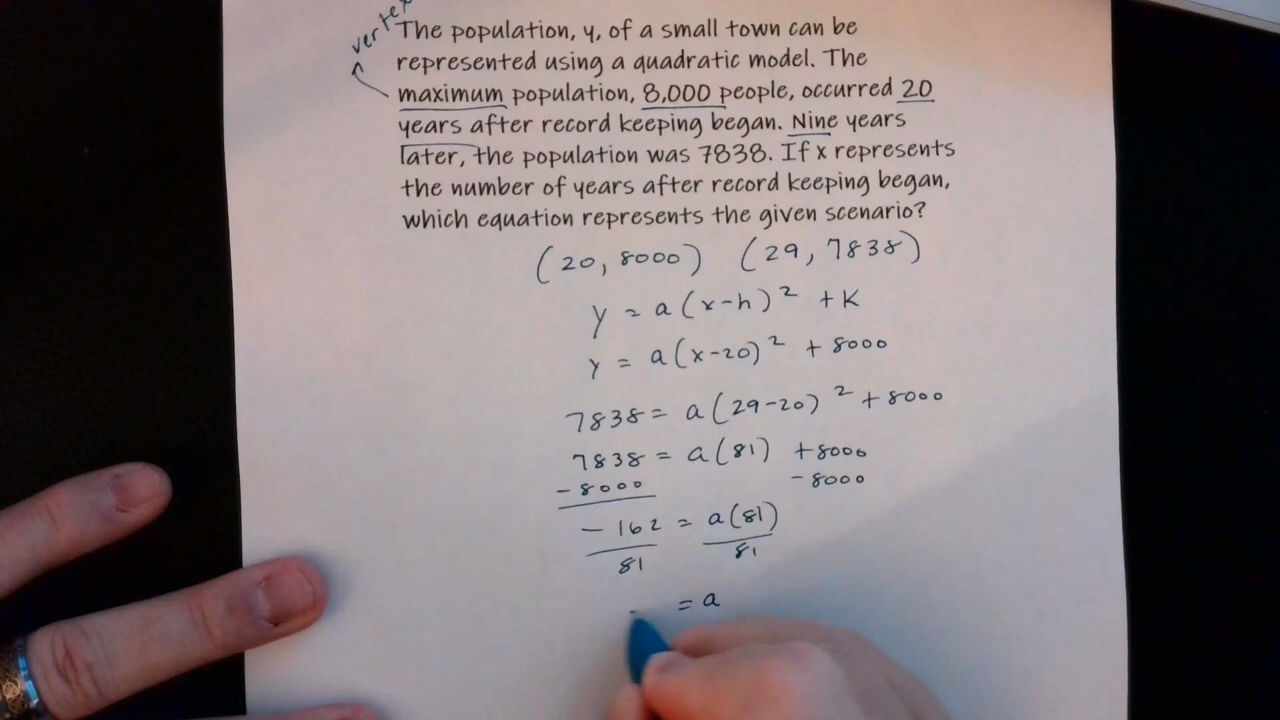 vertex
The population, y, of a small town can be
represented using a quadratic model. The
maximum population, 8,000 people, occurred 20
years after record keeping began. Nine years
later, the population was 7838. If x represents
the number of years after record keeping began,
which equation represents the given scenario?
(20, 8000) (29, 7838)
y = a(x-h)² + K
y = a(x-20)² + 8000
7838 = a(29-20)² + 8000
7838 = a(81) +8000
-8000 -8000
-162 = a(81)
81 81
- = a